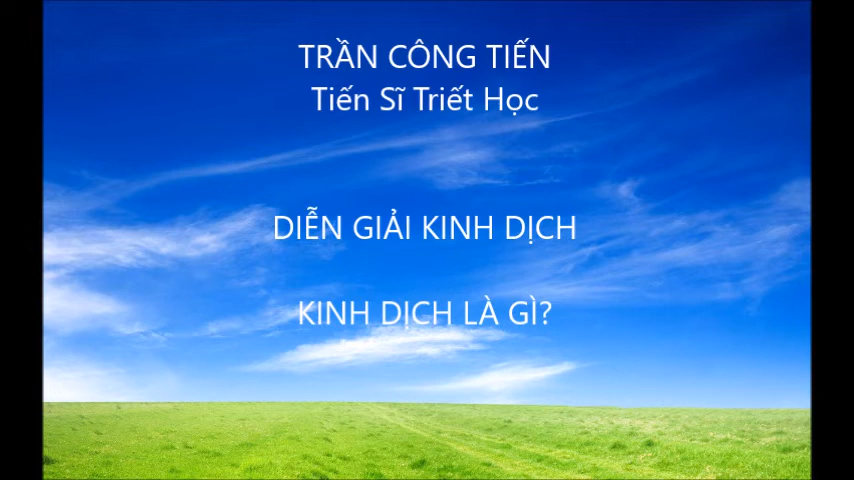 TRẦN CÔNG TIẾN
Tiến Sĩ Triết Học
DIỄN GIẢI KINH DỊCH
KINH DỊCH LÀ GÌ?